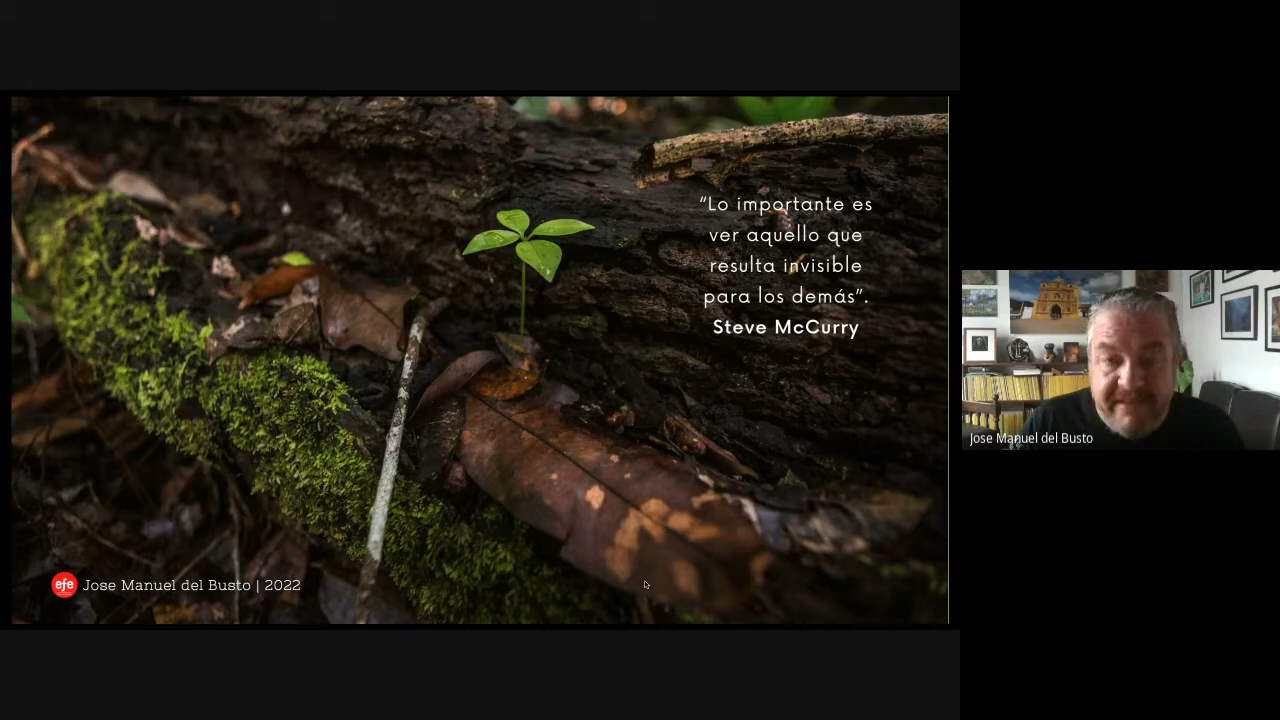 “Lo importante es
ver aquello que
resulta invisible
para los demás”.
Steve McCurry
efe
Jose Manuel del Busto | 2022
Jose Manuel del Busto